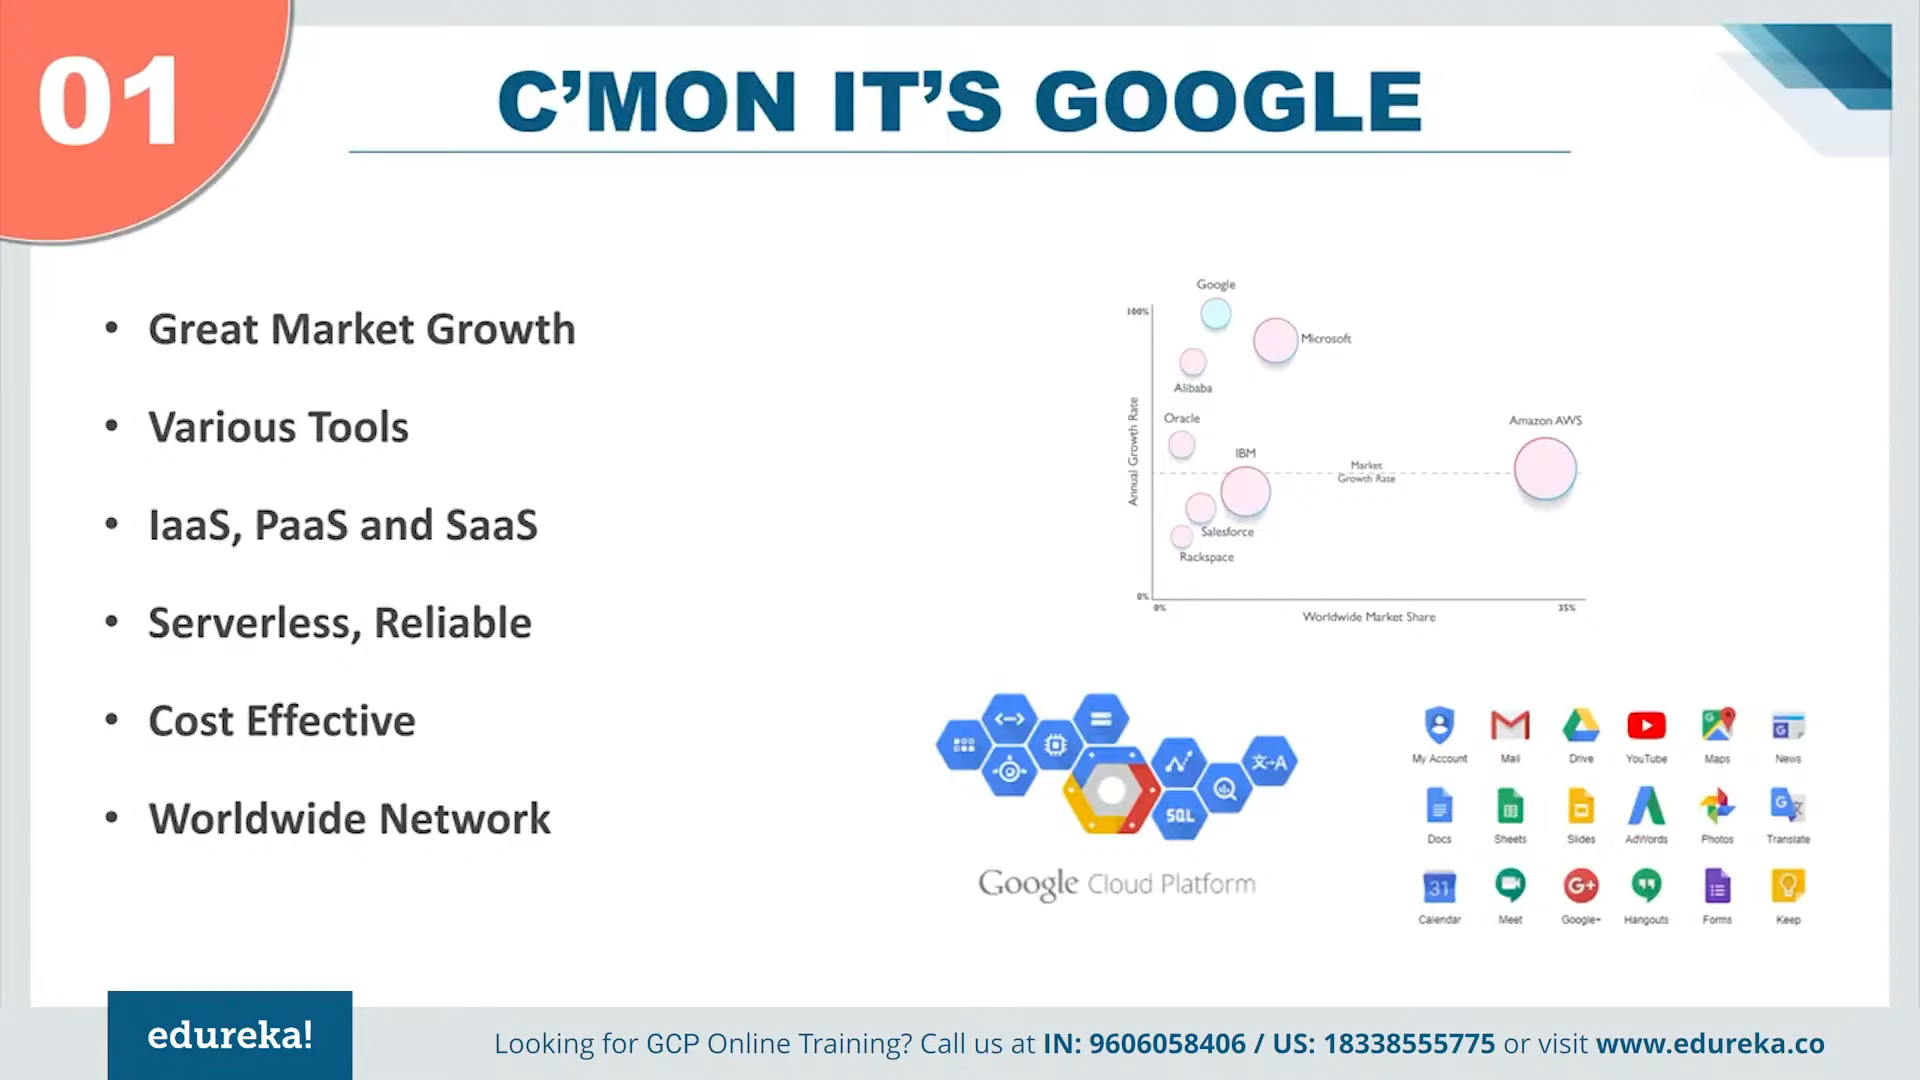 01
C’MON IT’S GOOGLE
• Great Market Growth
• Various Tools
• IaaS, PaaS and SaaS
• Serverless, Reliable
• Cost Effective
• Worldwide Network
Google
100%
Microsoft
Alibaba
Oracle
Amazon AWS
IBM
Market
Growth Rate
Annual Growth Rate
Salesforce
Rackspace
0%
0%
35%
Worldwide Market Share
文→A
SQL
Google Cloud Platform
My Account
Mail
Drive
YouTube
Maps
News
Docs
Sheets
Slides
AdWords
Photos
Translate
31
G+
Calendar
Meet
Google+
Hangouts
Forms
Keep
edureka!
Looking for GCP Online Training? Call us at IN: 9606058406 / US: 18338555775 or visit www.edureka.co